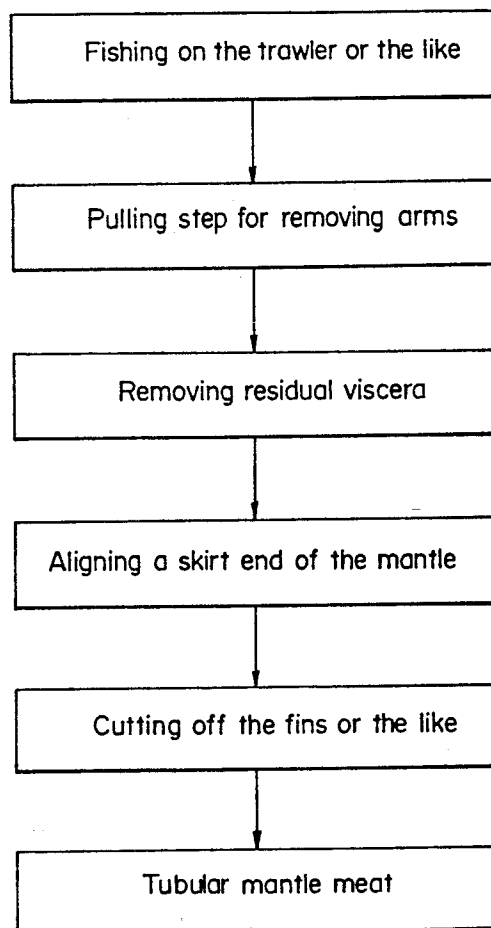 Fishing on the trawler or the like
Pulling step for removing arms
Removing residual viscera
Aligning a skirt end of the mantle
Cutting off the fins or the like
Tubular mantle meat